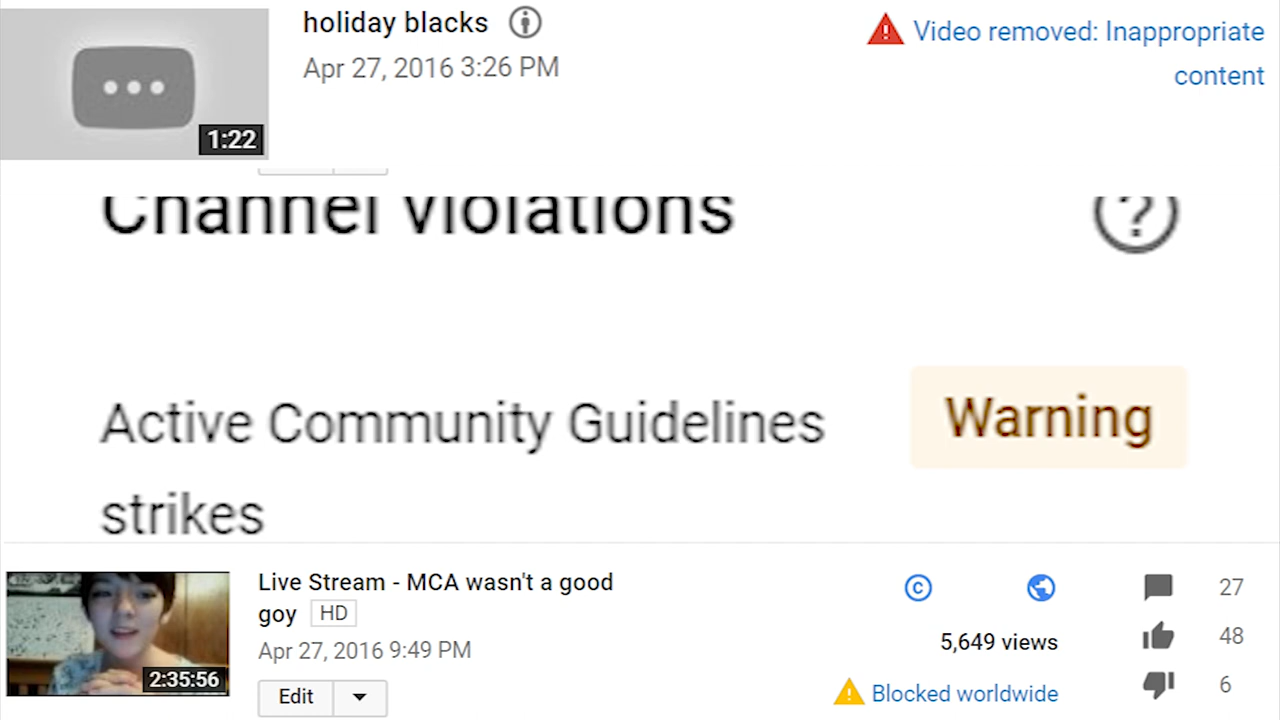 holiday blacks
Apr 27, 2016 3:26 PM
1:22
Video removed: Inappropriate
content
Channel Violations
?
Active Community Guidelines
strikes
Warning
Live Stream - MCA wasn't a good
goy HD
Apr 27, 2016 9:49 PM
2:35:56
Edit
C
5,649 views
Blocked worldwide
27
48
6